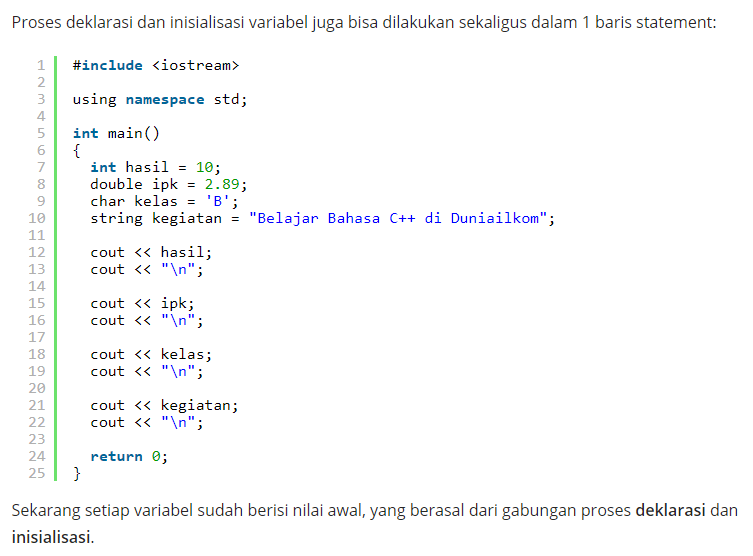 Proses deklarasi dan inisialisasi variabel juga bisa dilakukan sekaligus dalam 1 baris statement:
1 #include <iostream>
2
3 using namespace std;
4
5 int main()
6 {
7   int hasil = 10;
8   double ipk = 2.89;
9   char kelas = 'B';
10   string kegiatan = "Belajar Bahasa C++ di Duniailkom";
11
12   cout << hasil;
13   cout << "\n";
14
15   cout << ipk;
16   cout << "\n";
17
18   cout << kelas;
19   cout << "\n";
20
21   cout << kegiatan;
22   cout << "\n";
23
24   return 0;
25 }
Sekarang setiap variabel sudah berisi nilai awal, yang berasal dari gabungan proses deklarasi dan
inisialisasi.